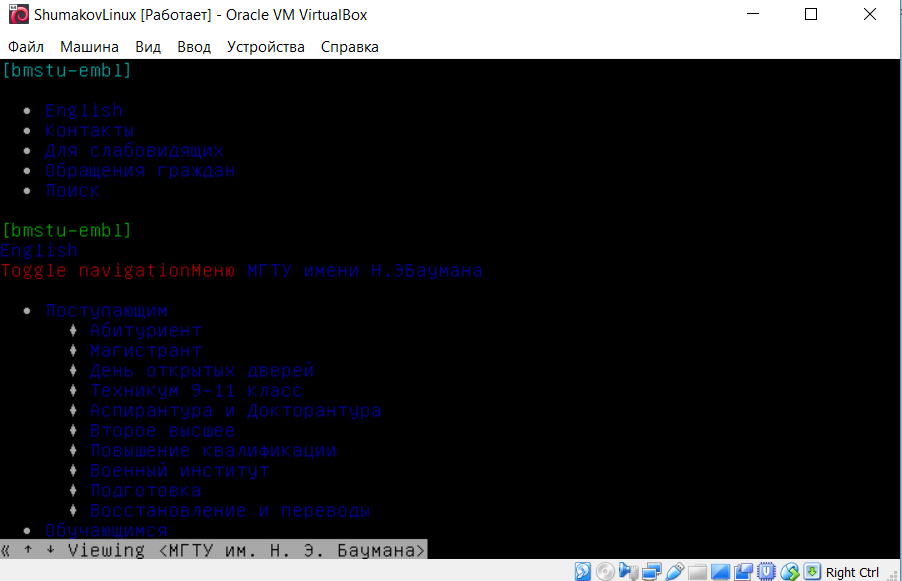 ShumakovLinux [Работает] - Oracle VM VirtualBox
Файл Машина Вид Ввод Устройства Справка
[bmstu-embl]
• English
• Контакты
• Для слабовидящих
• Обращения граждан
• Поиск
[bmstu-embl]
English
Toggle navigationМеню МГТУ имени Н.ЭБаумана
• Поступающим
♦ Абитуриент
♦ Магистрант
♦ День открытых дверей
♦ Техникум 9-11 класс
♦ Аспирантура и Докторантура
♦ Второе высшее
♦ Повышение квалификации
♦ Военный институт
♦ Подготовка
♦ Восстановление и переводы
• Обучающимся
« ↑ ↓ Viewing <МГТУ им. Н. Э. Баумана>
Right Ctrl